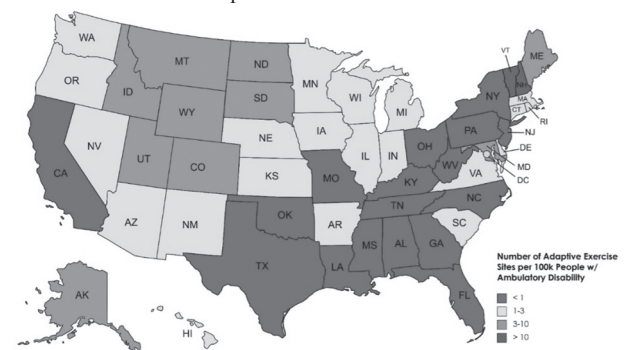 WA
OR
CA
NV
ID
MT
WY
UT
AZ
CO
NM
ND
SD
NE
KS
OK
TX
MN
IA
MO
AR
LA
WI
IL
MI
IN
OH
KY
TN
MS
AL
GA
FL
SC
NC
VA
WV
PA
NY
VT
NH
ME
MA
CT
RI
NJ
DE
MD
DC
AK
HI
Number of Adaptive Exercise
Sites per 100k People w/
Ambulatory Disability
< 1
1-3
3-10
> 10